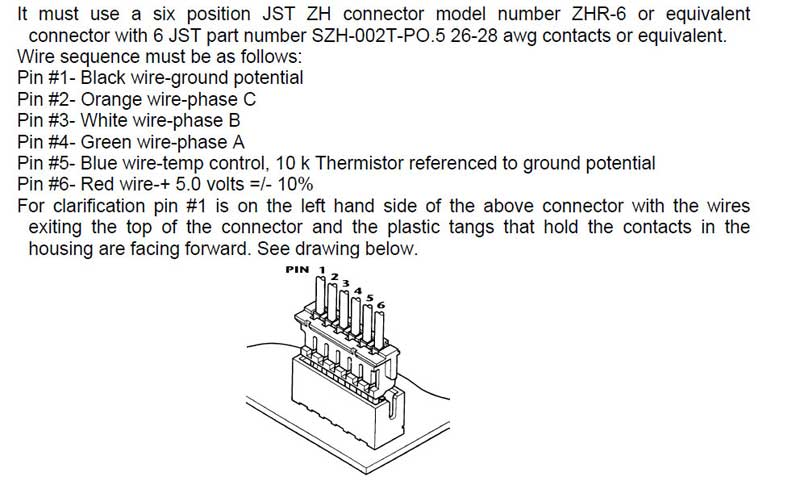 It must use a six position JST ZH connector model number ZHR-6 or equivalent
connector with 6 JST part number SZH-002T-PO.5 26-28 awg contacts or equivalent.
Wire sequence must be as follows:
Pin #1- Black wire-ground potential
Pin #2- Orange wire-phase C
Pin #3- White wire-phase B
Pin #4- Green wire-phase A
Pin #5- Blue wire-temp control, 10 k Thermistor referenced to ground potential
Pin #6- Red wire-+ 5.0 volts =/- 10%
For clarification pin #1 is on the left hand side of the above connector with the wires
exiting the top of the connector and the plastic tangs that hold the contacts in the
housing are facing forward. See drawing below.
PIN 1 2 3 4 5 6